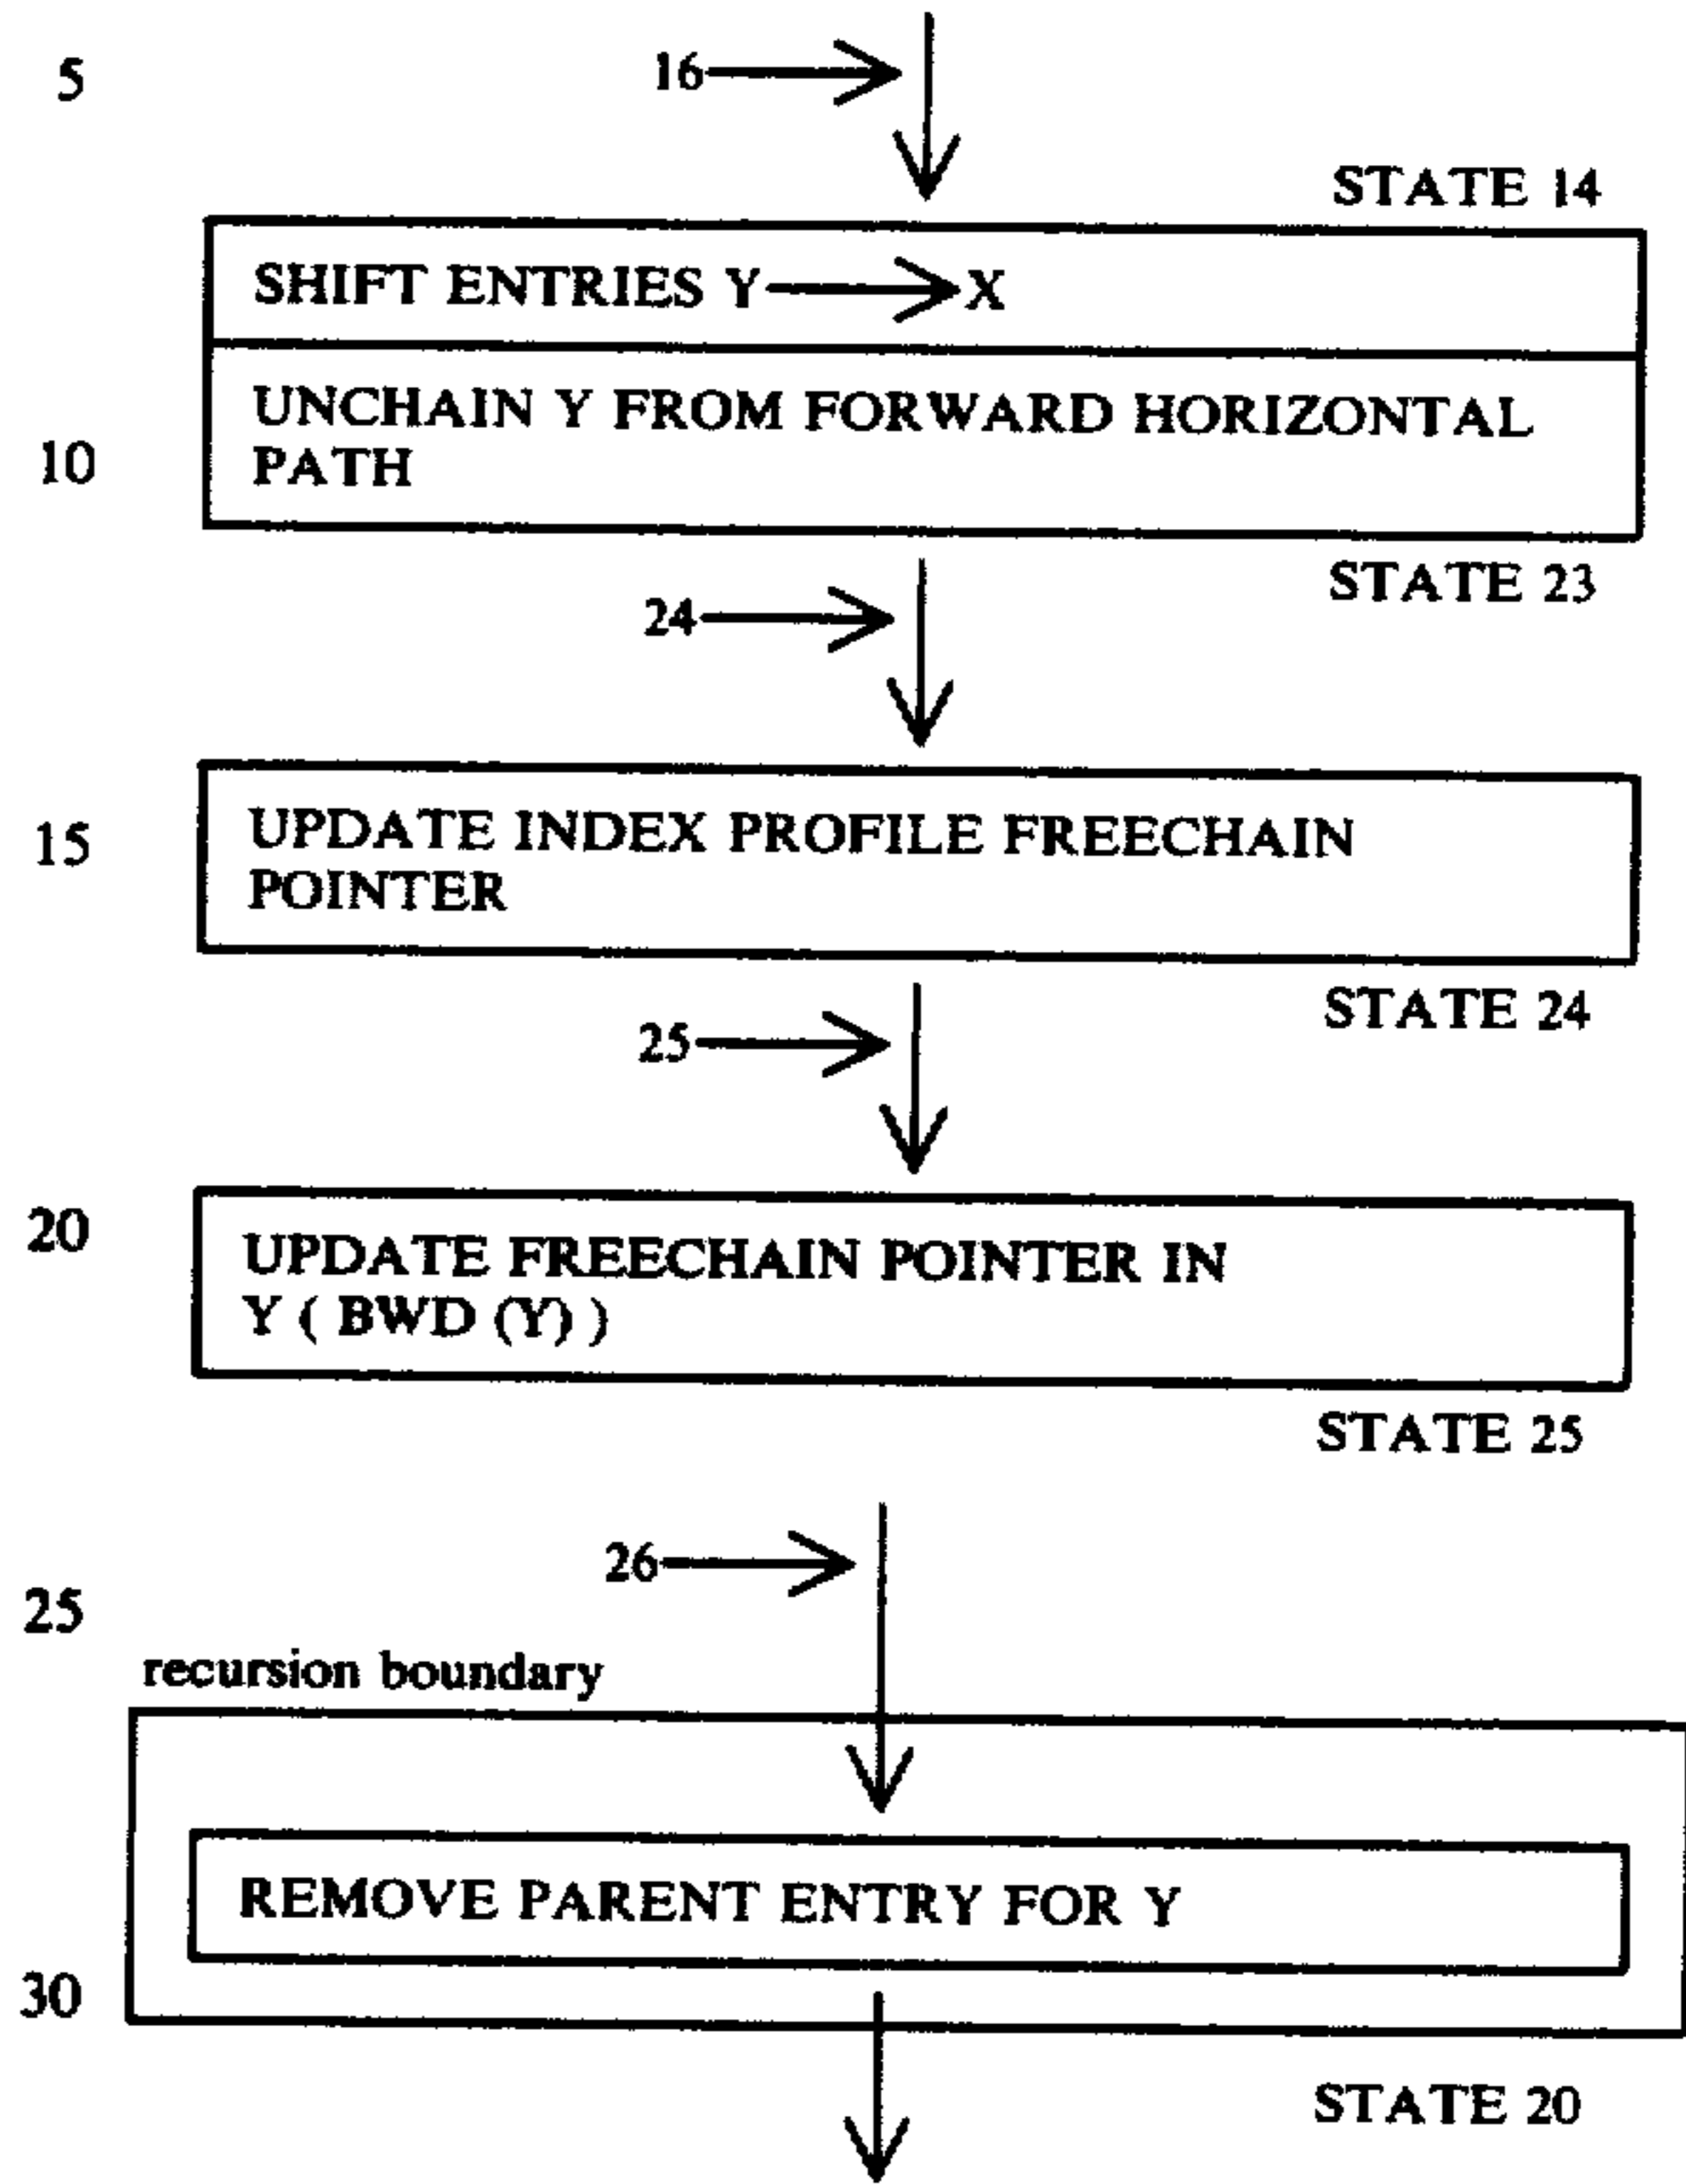 5
16
STATE 14
SHIFT ENTRIES Y X
UNCHAIN Y FROM FORWARD HORIZONTAL
10
PATH
STATE 23
24
15
UPDATE INDEX PROFILE FREECHAIN
POINTER
STATE 24
25
20
UPDATE FREECHAIN POINTER IN
Y ( BWD (Y) )
STATE 25
26
25
recursion boundary
REMOVE PARENT ENTRY FOR Y
30
STATE 20